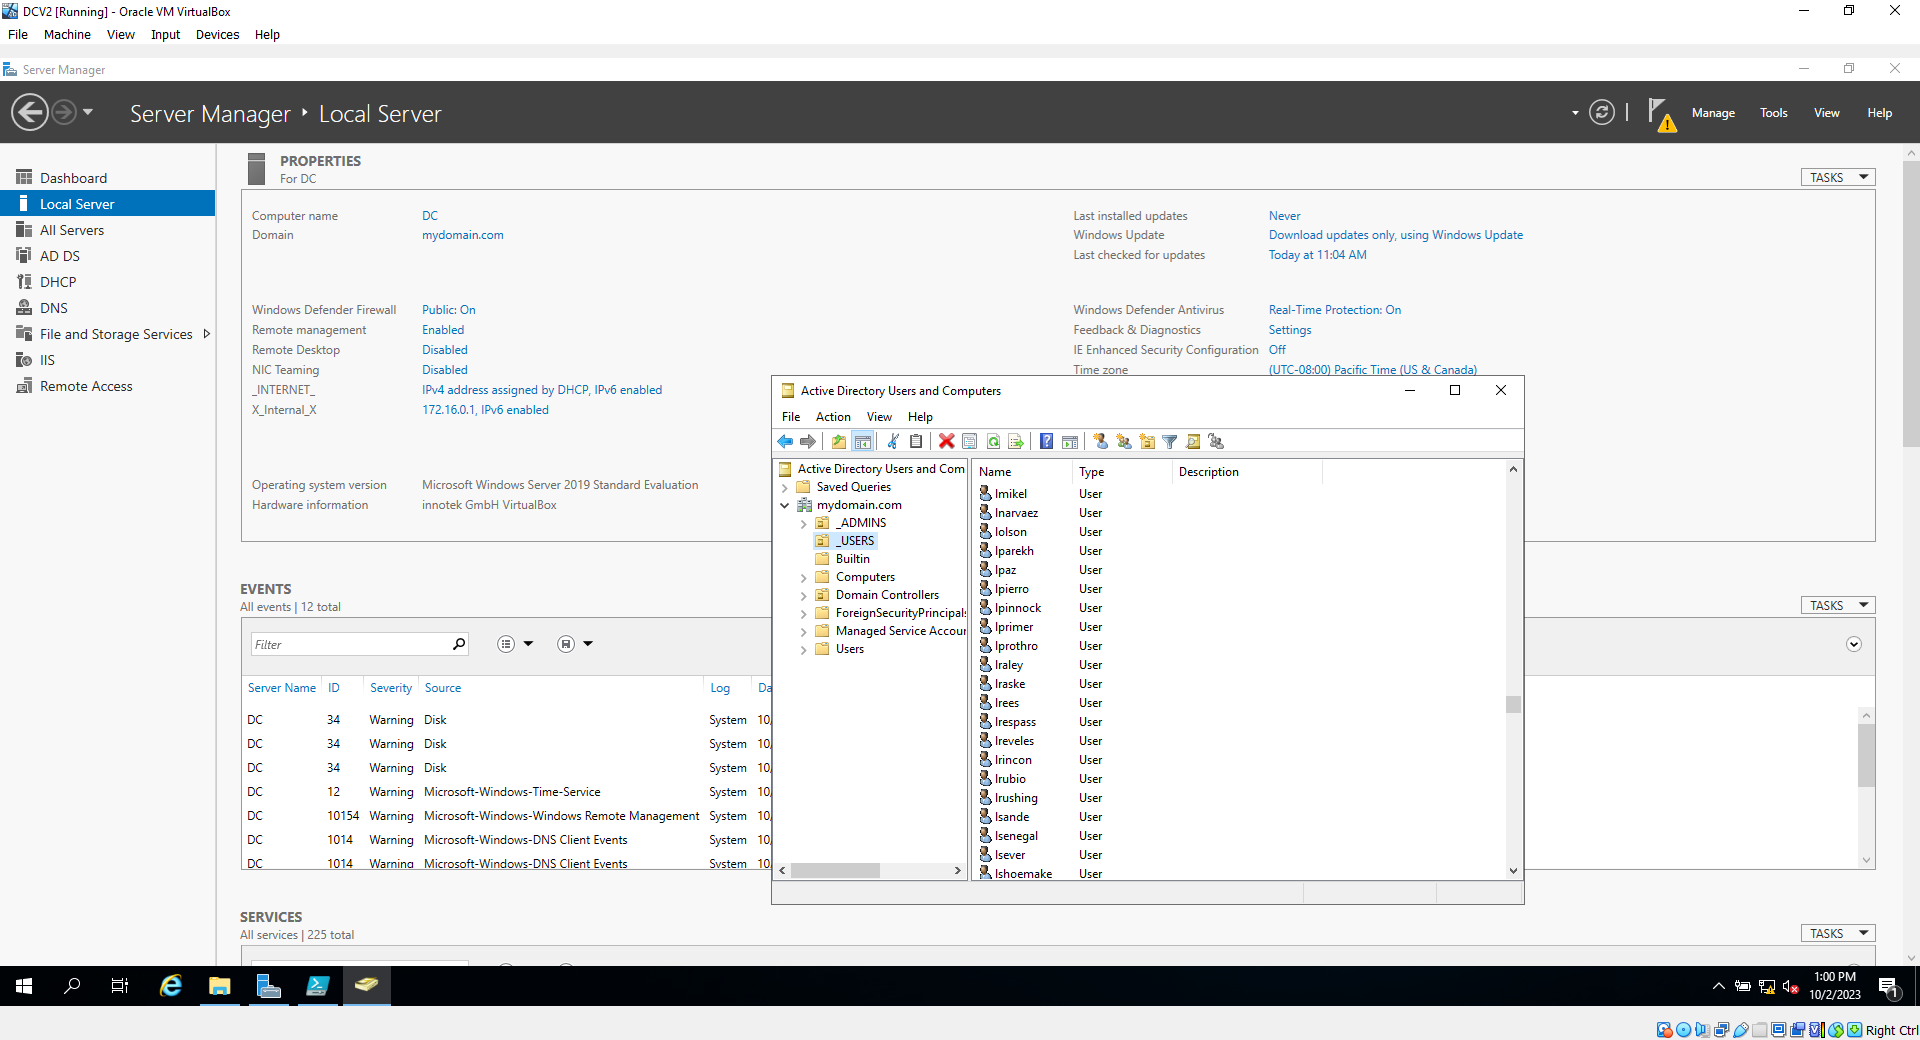 DCV2 [Running] - Oracle VM VirtualBox
File Machine View Input Devices Help
Server Manager
Server Manager ‣ Local Server
Manage Tools View Help
Dashboard
Local Server
All Servers
AD DS
DHCP
DNS
File and Storage Services
IIS
Remote Access
PROPERTIES
For DC
TASKS
Computer name DC
Domain mydomain.com
Last installed updates Never
Windows Update Download updates only, using Windows Update
Last checked for updates Today at 11:04 AM
Windows Defender Firewall Public: On
Remote management Enabled
Remote Desktop Disabled
NIC Teaming Disabled
_INTERNET_ IPv4 address assigned by DHCP, IPv6 enabled
X_Internal_X 172.16.0.1, IPv6 enabled
Windows Defender Antivirus Real-Time Protection: On
Feedback & Diagnostics Settings
IE Enhanced Security Configuration Off
Time zone (UTC-08:00) Pacific Time (US & Canada)
Operating system version Microsoft Windows Server 2019 Standard Evaluation
Hardware information innotek GmbH VirtualBox
EVENTS
All events | 12 total
TASKS
Filter
Server Name ID Severity Source Log Da
DC 34 Warning Disk System 10/
DC 34 Warning Disk System 10/
DC 34 Warning Disk System 10/
DC 12 Warning Microsoft-Windows-Time-Service System 10/
DC 10154 Warning Microsoft-Windows-Windows Remote Management System 10/
DC 1014 Warning Microsoft-Windows-DNS Client Events System 10/
DC 1014 Warning Microsoft-Windows-DNS Client Events System 10/
SERVICES
All services | 225 total
TASKS
Active Directory Users and Computers
File Action View Help
Active Directory Users and Com
Saved Queries
mydomain.com
_ADMINS
_USERS
Builtin
Computers
Domain Controllers
ForeignSecurityPrincipals
Managed Service Accour
Users
Name Type Description
lmikel User
lnarvaez User
lolson User
lparekh User
lpaz User
lpierro User
lpinnock User
lprimer User
lprothro User
lraley User
lraske User
lrees User
lrespass User
lreveles User
lrincon User
lrubio User
lrushing User
lsande User
lsenegal User
lsever User
lshoemake User
1:00 PM
10/2/2023
1
Right Ctrl